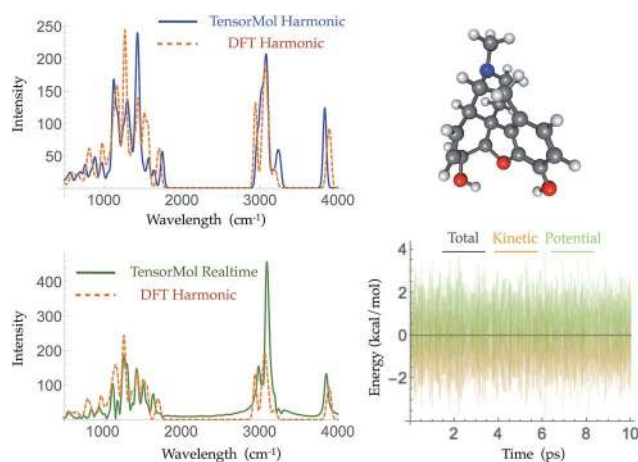 TensorMol Harmonic
DFT Harmonic
250
200
150
100
50
Intensity
1000
2000
3000
4000
Wavelength (cm⁻¹)
CH₃
TensorMol Realtime
DFT Harmonic
400
300
200
100
Intensity
1000
2000
3000
4000
Wavelength (cm⁻¹)
Total Kinetic Potential
4
2
0
−2
Energy (kcal/mol)
2
4
6
8
10
Time (ps)